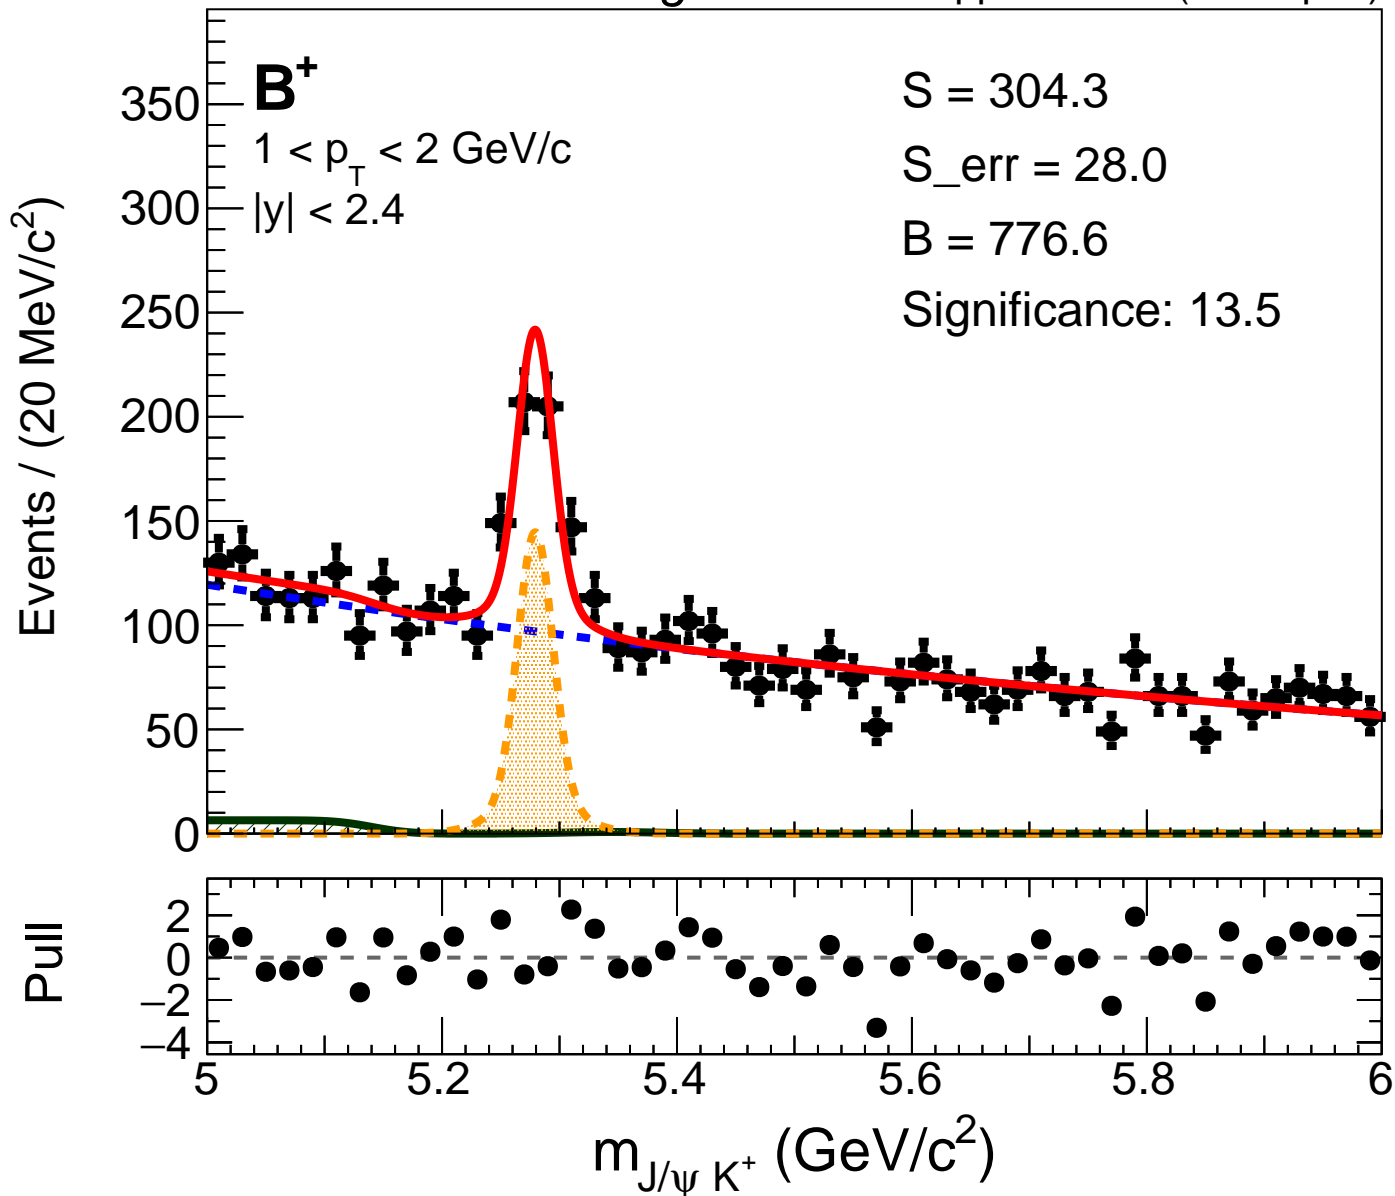 B⁺
1 < p_T < 2 GeV/c
|y| < 2.4
S = 304.3
S_err = 28.0
B = 776.6
Significance: 13.5
Events / (20 MeV/c²)
350
300
250
200
150
100
50
0
Pull
2
0
−2
−4
5 5.2 5.4 5.6 5.8 6
m_J/ψ K⁺ (GeV/c²)